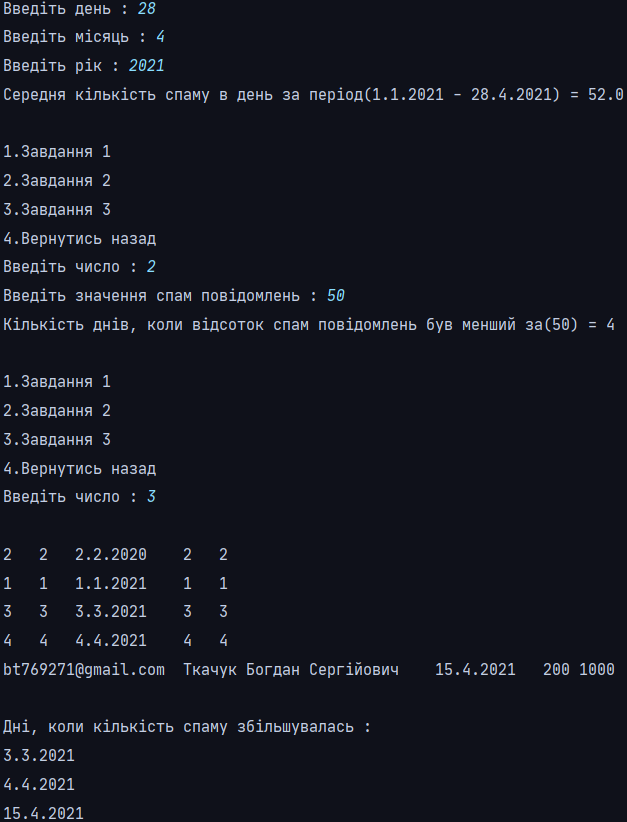 Введіть день : 28
Введіть місяць : 4
Введіть рік : 2021
Середня кількість спаму в день за період(1.1.2021 - 28.4.2021) = 52.0
1.Завдання 1
2.Завдання 2
3.Завдання 3
4.Вернутись назад
Введіть число : 2
Введіть значення спам повідомлень : 50
Кількість днів, коли відсоток спам повідомлень був менший за(50) = 4
1.Завдання 1
2.Завдання 2
3.Завдання 3
4.Вернутись назад
Введіть число : 3
2   2   2.2.2020    2   2
1   1   1.1.2021    1   1
3   3   3.3.2021    3   3
4   4   4.4.2021    4   4
bt769271@gmail.com  Ткачук Богдан Сергійович    15.4.2021   200 1000
Дні, коли кількість спаму збільшувалась :
3.3.2021
4.4.2021
15.4.2021